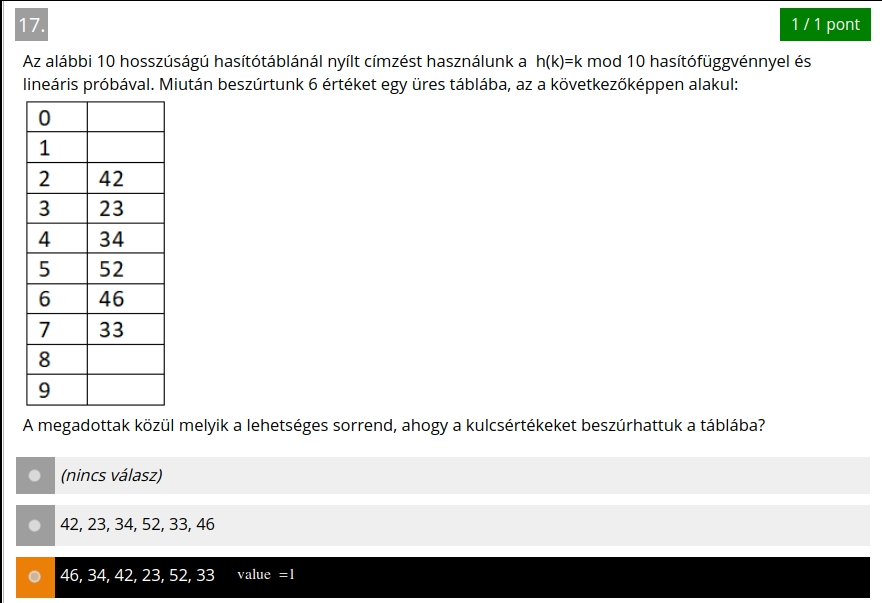 17.
1 / 1 pont
Az alábbi 10 hosszúságú hasítótáblánál nyílt címzést használunk a h(k)=k mod 10 hasítófüggvénnyel és
lineáris próbával. Miután beszúrtunk 6 értéket egy üres táblába, az a következőképpen alakul:
0
1
2 42
3 23
4 34
5 52
6 46
7 33
8
9
A megadottak közül melyik a lehetséges sorrend, ahogy a kulcsértékeket beszúrhattuk a táblába?
(nincs válasz)
42, 23, 34, 52, 33, 46
46, 34, 42, 23, 52, 33 value =1